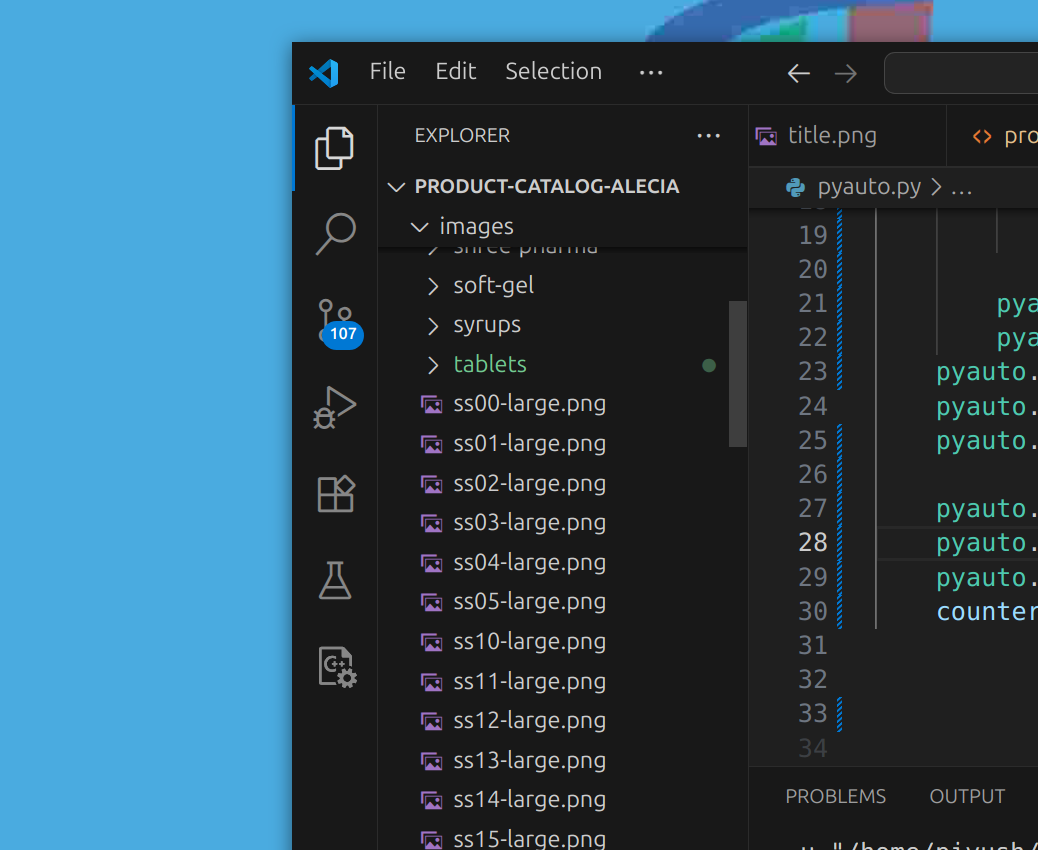 File Edit Selection ...
EXPLORER ...
PRODUCT-CATALOG-ALECIA
images
shree-pharma
soft-gel
syrups
tablets
ss00-large.png
ss01-large.png
ss02-large.png
ss03-large.png
ss04-large.png
ss05-large.png
ss10-large.png
ss11-large.png
ss12-large.png
ss13-large.png
ss14-large.png
ss15-large.png
107
title.png <> pro
pyauto.py > ...
19
20
21 pya
22 pya
23 pyauto.
24 pyauto.
25 pyauto.
26
27 pyauto.
28 pyauto.
29 pyauto.
30 counter
31
32
33
34
PROBLEMS OUTPUT
u "/home/piyush/